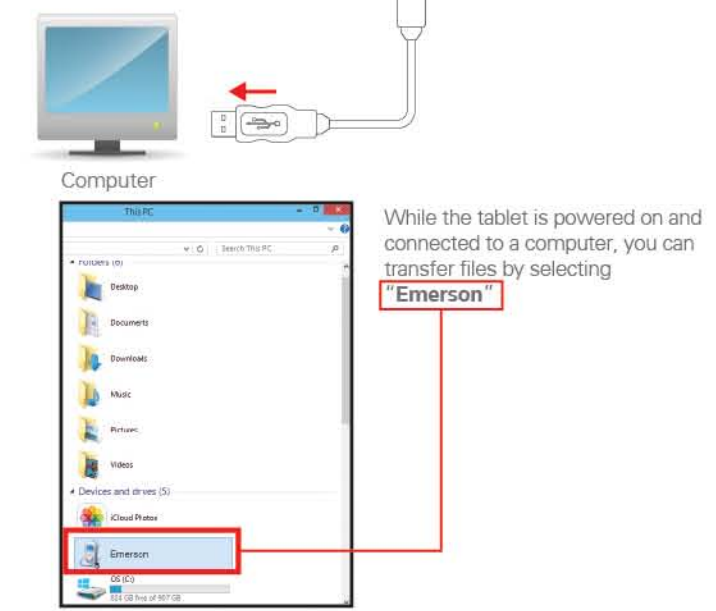 Computer
This PC
Search This PC
Folders (6)
Desktop
Documents
Downloads
Music
Pictures
Videos
Devices and drives (5)
iCloud Photos
Emerson
OS (C:)
824 GB free of 907 GB
While the tablet is powered on and
connected to a computer, you can
transfer files by selecting
"Emerson"